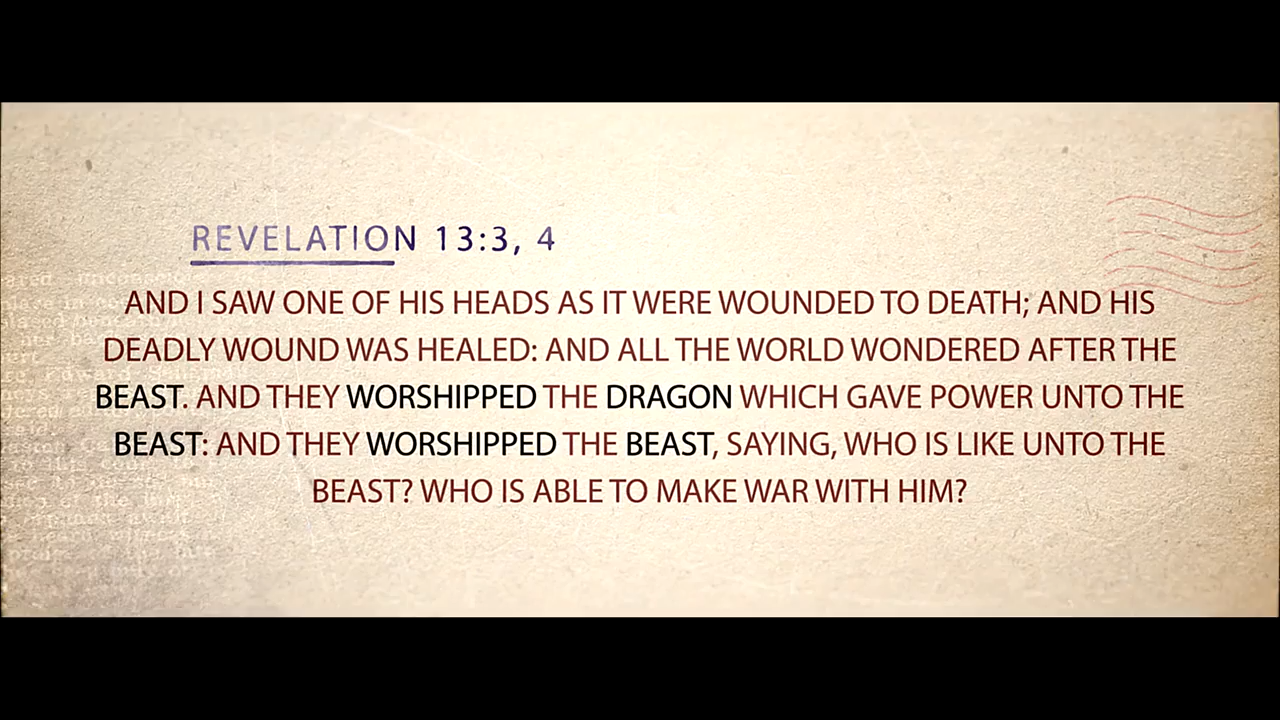 REVELATION 13:3, 4
AND I SAW ONE OF HIS HEADS AS IT WERE WOUNDED TO DEATH; AND HIS
DEADLY WOUND WAS HEALED: AND ALL THE WORLD WONDERED AFTER THE
BEAST. AND THEY WORSHIPPED THE DRAGON WHICH GAVE POWER UNTO THE
BEAST: AND THEY WORSHIPPED THE BEAST, SAYING, WHO IS LIKE UNTO THE
BEAST? WHO IS ABLE TO MAKE WAR WITH HIM?